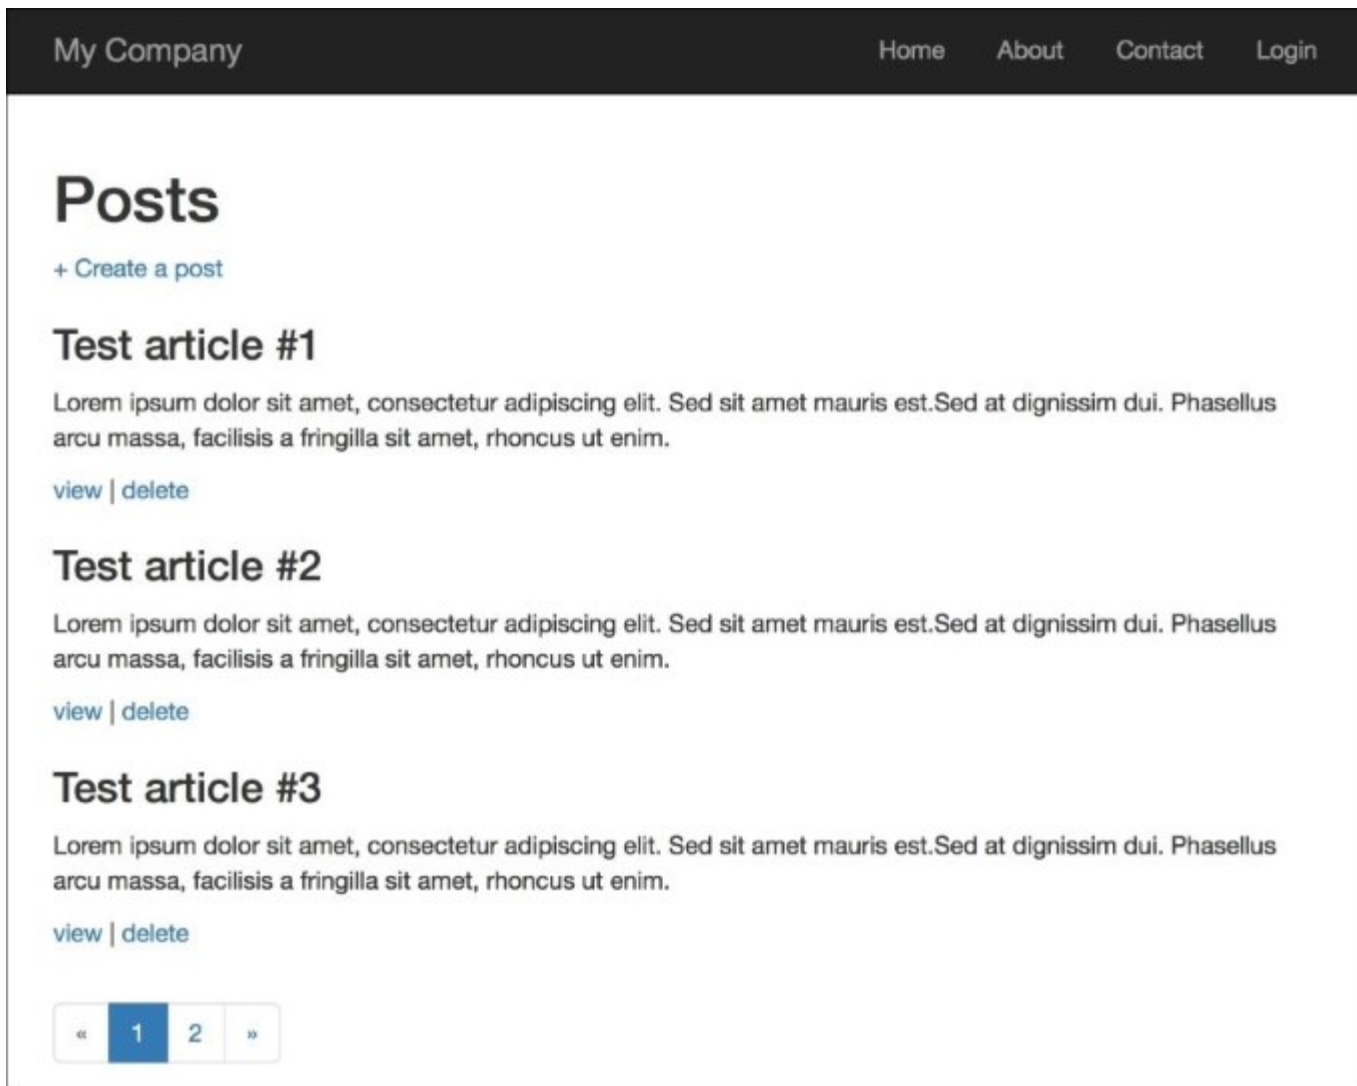 My Company Home About Contact Login
Posts
+ Create a post
Test article #1
Lorem ipsum dolor sit amet, consectetur adipiscing elit. Sed sit amet mauris est.Sed at dignissim dui. Phasellus
arcu massa, facilisis a fringilla sit amet, rhoncus ut enim.
view | delete
Test article #2
Lorem ipsum dolor sit amet, consectetur adipiscing elit. Sed sit amet mauris est.Sed at dignissim dui. Phasellus
arcu massa, facilisis a fringilla sit amet, rhoncus ut enim.
view | delete
Test article #3
Lorem ipsum dolor sit amet, consectetur adipiscing elit. Sed sit amet mauris est.Sed at dignissim dui. Phasellus
arcu massa, facilisis a fringilla sit amet, rhoncus ut enim.
view | delete
« 1 2 »